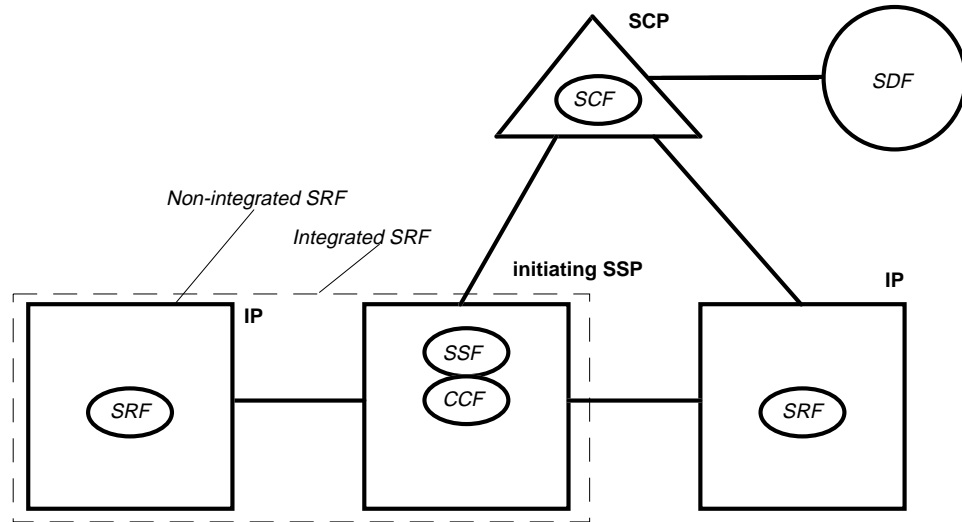 SCP
SCF
SDF
Non-integrated SRF
Integrated SRF
initiating SSP
IP
IP
SSF
SRF
CCF
SRF